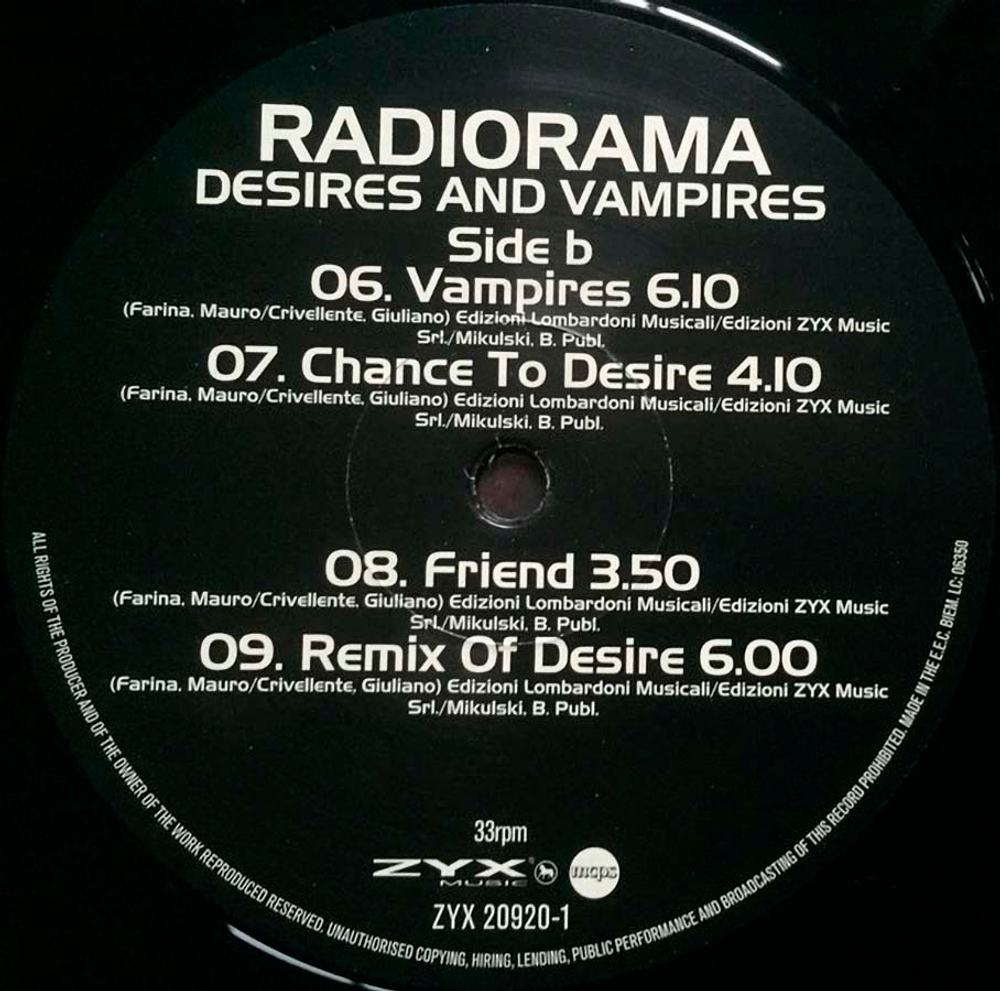 RADIORAMA
DESIRES AND VAMPIRES
Side b
06. Vampires 6.10
(Farina, Mauro/Crivellente, Giuliano) Edizioni Lombardoni Musicali/Edizioni ZYX Music
Srl./Mikulski, B. Publ.
07. Chance To Desire 4.10
(Farina, Mauro/Crivellente, Giuliano) Edizioni Lombardoni Musicali/Edizioni ZYX Music
Srl./Mikulski, B. Publ.
08. Friend 3.50
(Farina, Mauro/Crivellente, Giuliano) Edizioni Lombardoni Musicali/Edizioni ZYX Music
Srl./Mikulski, B. Publ.
09. Remix Of Desire 6.00
(Farina, Mauro/Crivellente, Giuliano) Edizioni Lombardoni Musicali/Edizioni ZYX Music
Srl./Mikulski, B. Publ.
33rpm
ZYX® mcps
MUSIC
ZYX 20920-1
ALL RIGHTS OF THE PRODUCER AND OF THE OWNER OF THE WORK REPRODUCED RESERVED. UNAUTHORISED COPYING, HIRING, LENDING, PUBLIC PERFORMANCE AND BROADCASTING OF THIS RECORD PROHIBITED. MADE IN THE E.E.C. BIEM. LC: 06350